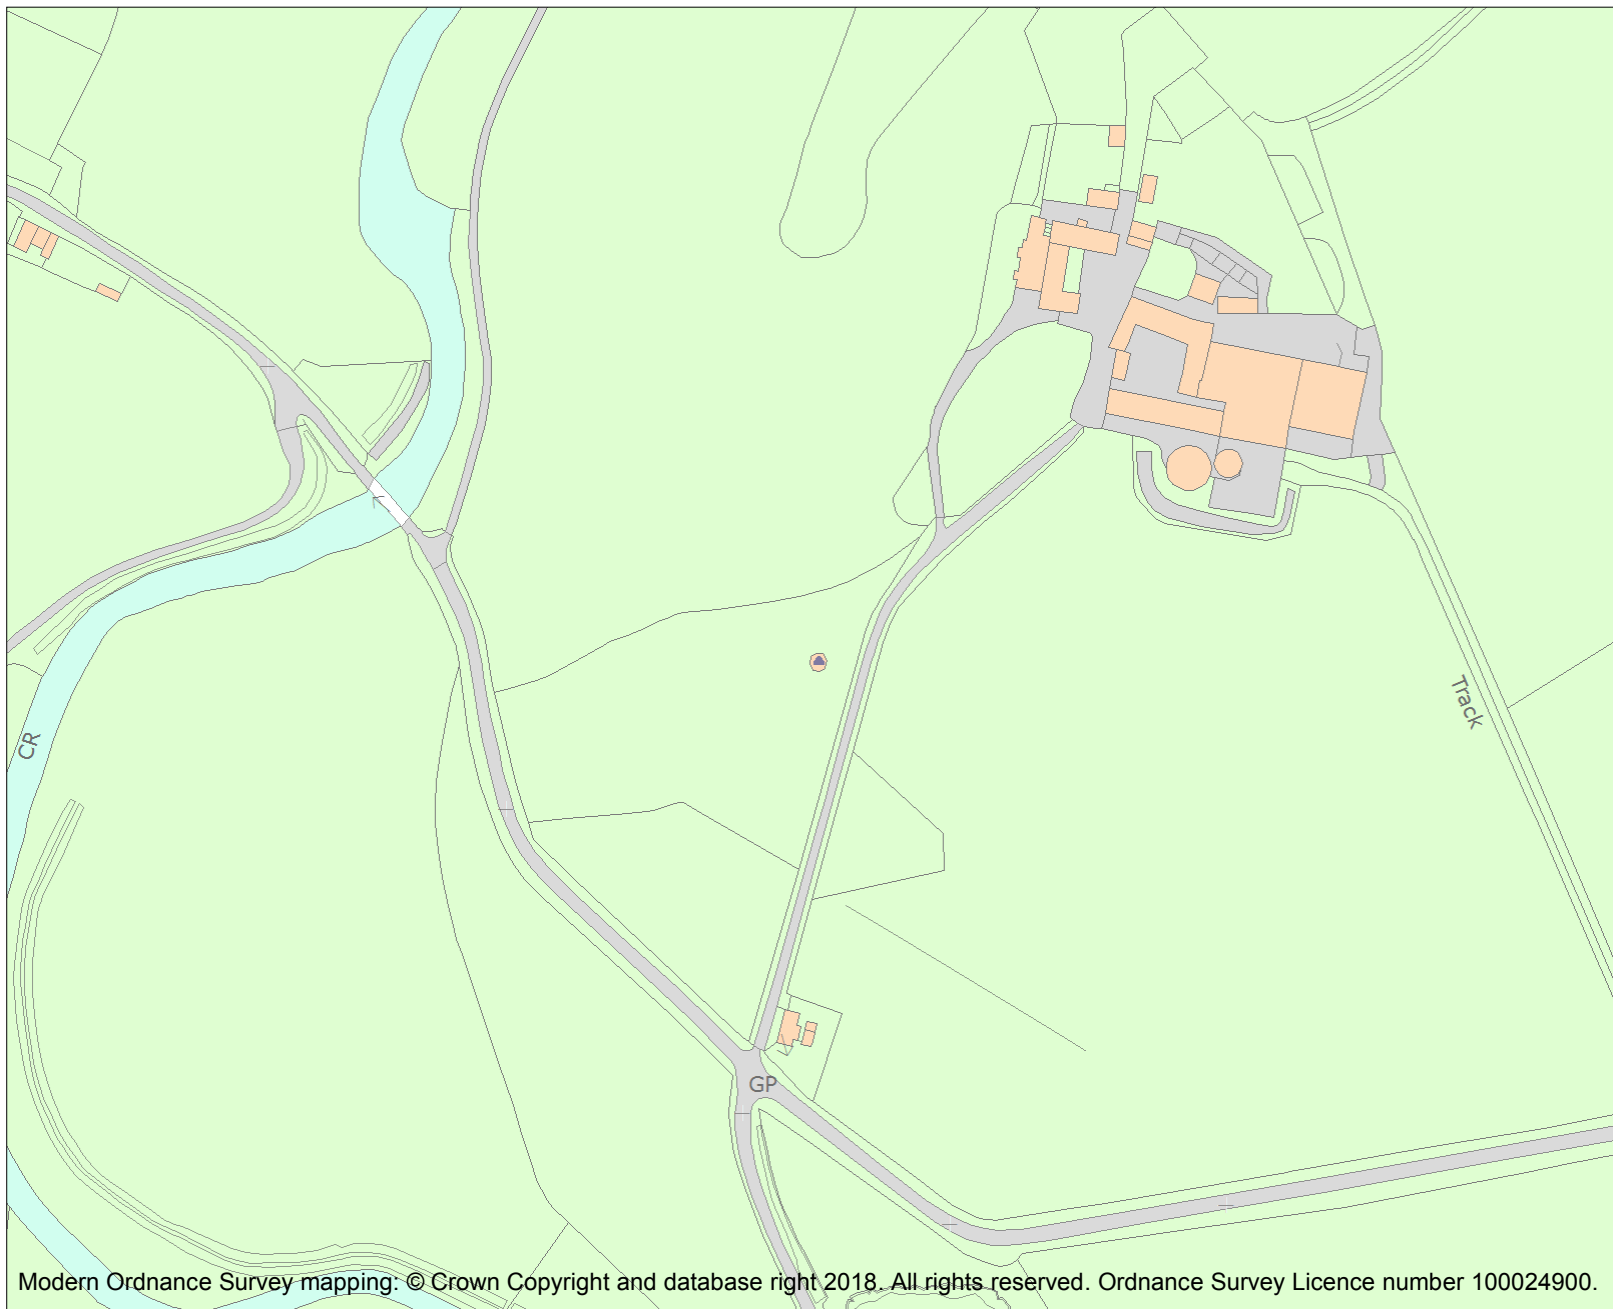 Track
CR
GP
Modern Ordnance Survey mapping: © Crown Copyright and database right 2018. All rights reserved. Ordnance Survey Licence number 100024900.